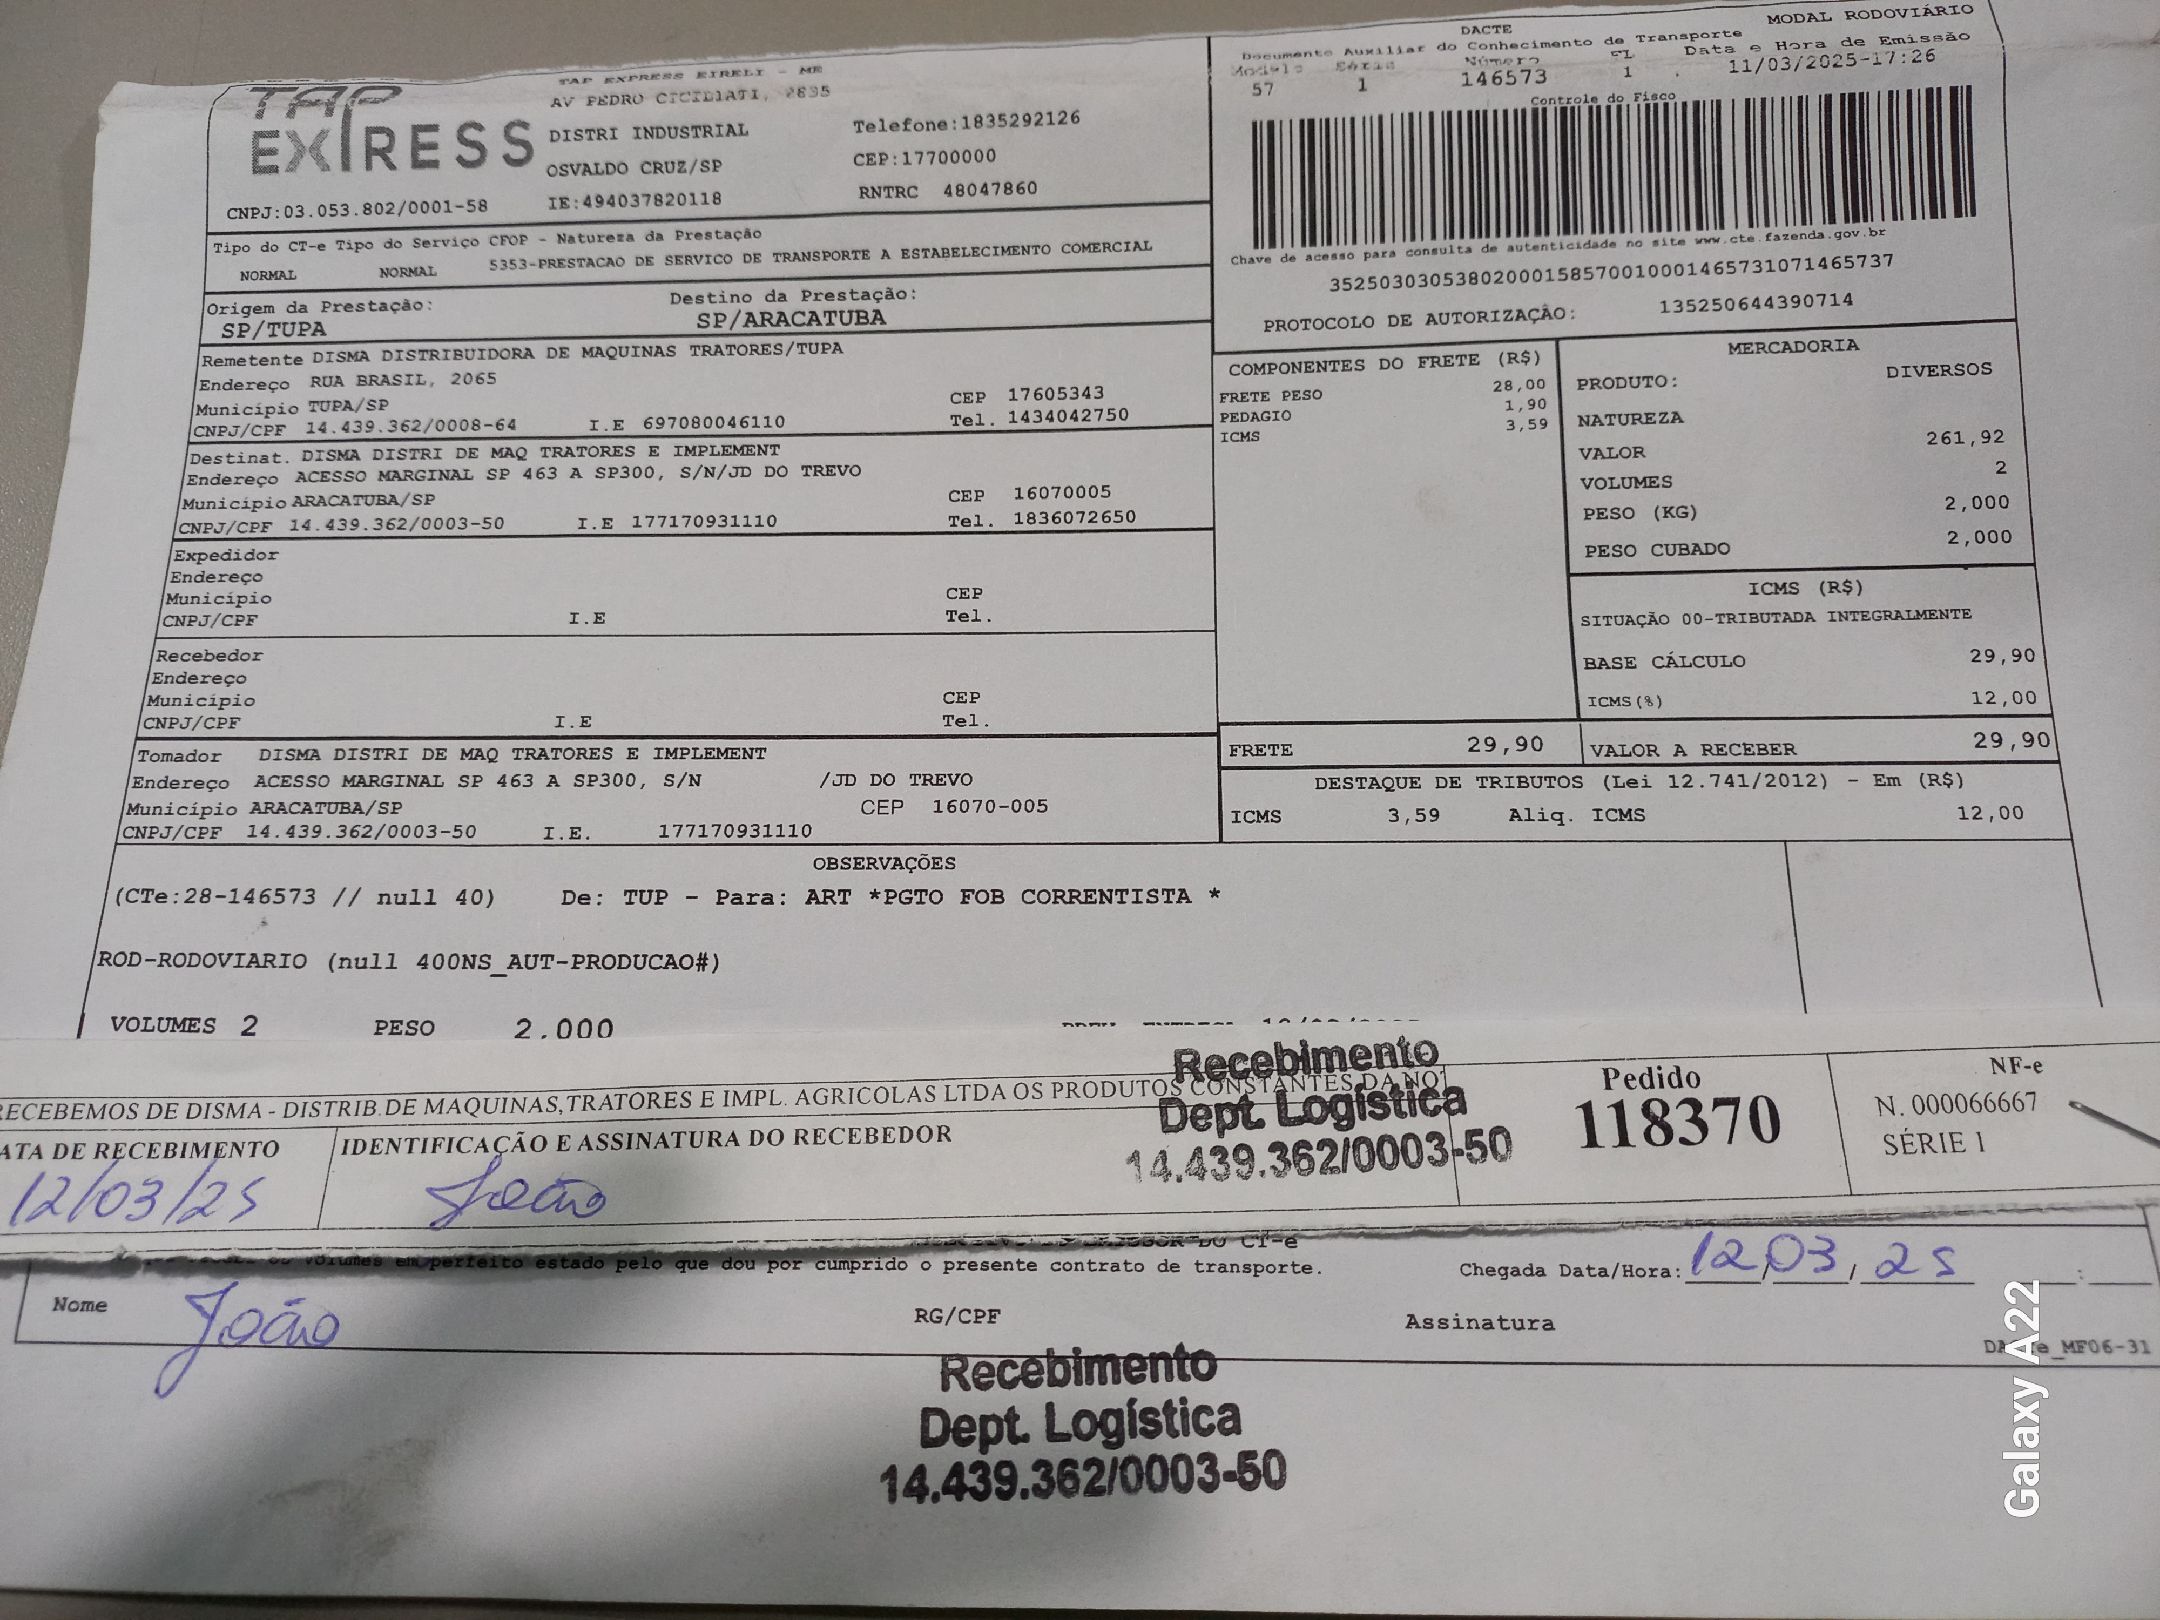 TAP EXPRESS
TAP EXPRESS EIRELI - ME
AV PEDRO CICILIATI, 2835
DISTRI INDUSTRIAL
Telefone:1835292126
OSVALDO CRUZ/SP
CEP:17700000
CNPJ:03.053.802/0001-58
IE:494037820118
RNTRC 48047860
DACTE
MODAL RODOVIÁRIO
Documento Auxiliar do Conhecimento de Transporte
Modelo Série Número FL Data e Hora de Emissão
57 1 146573 1 11/03/2025-17:26
Controle do Fisco
Chave de acesso para consulta de autenticidade no site www.cte.fazenda.gov.br
35250303053802000158570010001465731071465737
PROTOCOLO DE AUTORIZAÇÃO: 135250644390714
Tipo do CT-e Tipo do Serviço CFOP - Natureza da Prestação
NORMAL NORMAL 5353-PRESTACAO DE SERVICO DE TRANSPORTE A ESTABELECIMENTO COMERCIAL
Origem da Prestação: Destino da Prestação:
SP/TUPA SP/ARACATUBA
Remetente DISMA DISTRIBUIDORA DE MAQUINAS TRATORES/TUPA
Endereço RUA BRASIL, 2065
Município TUPA/SP CEP 17605343
CNPJ/CPF 14.439.362/0008-64 I.E 697080046110 Tel. 1434042750
Destinat. DISMA DISTRI DE MAQ TRATORES E IMPLEMENT
Endereço ACESSO MARGINAL SP 463 A SP300, S/N/JD DO TREVO
Município ARACATUBA/SP CEP 16070005
CNPJ/CPF 14.439.362/0003-50 I.E 177170931110 Tel. 1836072650
Expedidor
Endereço
Município CEP
CNPJ/CPF I.E Tel.
Recebedor
Endereço
Município CEP
CNPJ/CPF I.E Tel.
Tomador DISMA DISTRI DE MAQ TRATORES E IMPLEMENT
Endereço ACESSO MARGINAL SP 463 A SP300, S/N /JD DO TREVO
Município ARACATUBA/SP CEP 16070-005
CNPJ/CPF 14.439.362/0003-50 I.E. 177170931110
COMPONENTES DO FRETE (R$)
FRETE PESO 28,00
PEDAGIO 1,90
ICMS 3,59
MERCADORIA
PRODUTO: DIVERSOS
NATUREZA
VALOR 261,92
VOLUMES 2
PESO (KG) 2,000
PESO CUBADO 2,000
ICMS (R$)
SITUAÇÃO 00-TRIBUTADA INTEGRALMENTE
BASE CÁLCULO 29,90
ICMS(%) 12,00
FRETE 29,90 VALOR A RECEBER 29,90
DESTAQUE DE TRIBUTOS (Lei 12.741/2012) - Em (R$)
ICMS 3,59 Aliq. ICMS 12,00
OBSERVAÇÕES
(CTe:28-146573 // null 40) De: TUP - Para: ART *PGTO FOB CORRENTISTA *
ROD-RODOVIARIO (null 400NS_AUT-PRODUCAO#)
VOLUMES 2 PESO 2.000
RECEBEMOS DE DISMA - DISTRIB.DE MAQUINAS,TRATORES E IMPL. AGRICOLAS LTDA OS PRODUTOS CONSTANTES DA NO
DATA DE RECEBIMENTO IDENTIFICAÇÃO E ASSINATURA DO RECEBEDOR
12/03/25 João
Recebimento
Dept. Logística
14.439.362/0003-50
Pedido
118370
NF-e
N. 000066667
SÉRIE 1
os volumes em perfeito estado pelo que dou por cumprido o presente contrato de transporte.
Chegada Data/Hora: 12/03/25 :
Nome João RG/CPF Assinatura
Recebimento
Dept. Logística
14.439.362/0003-50
Galaxy A22